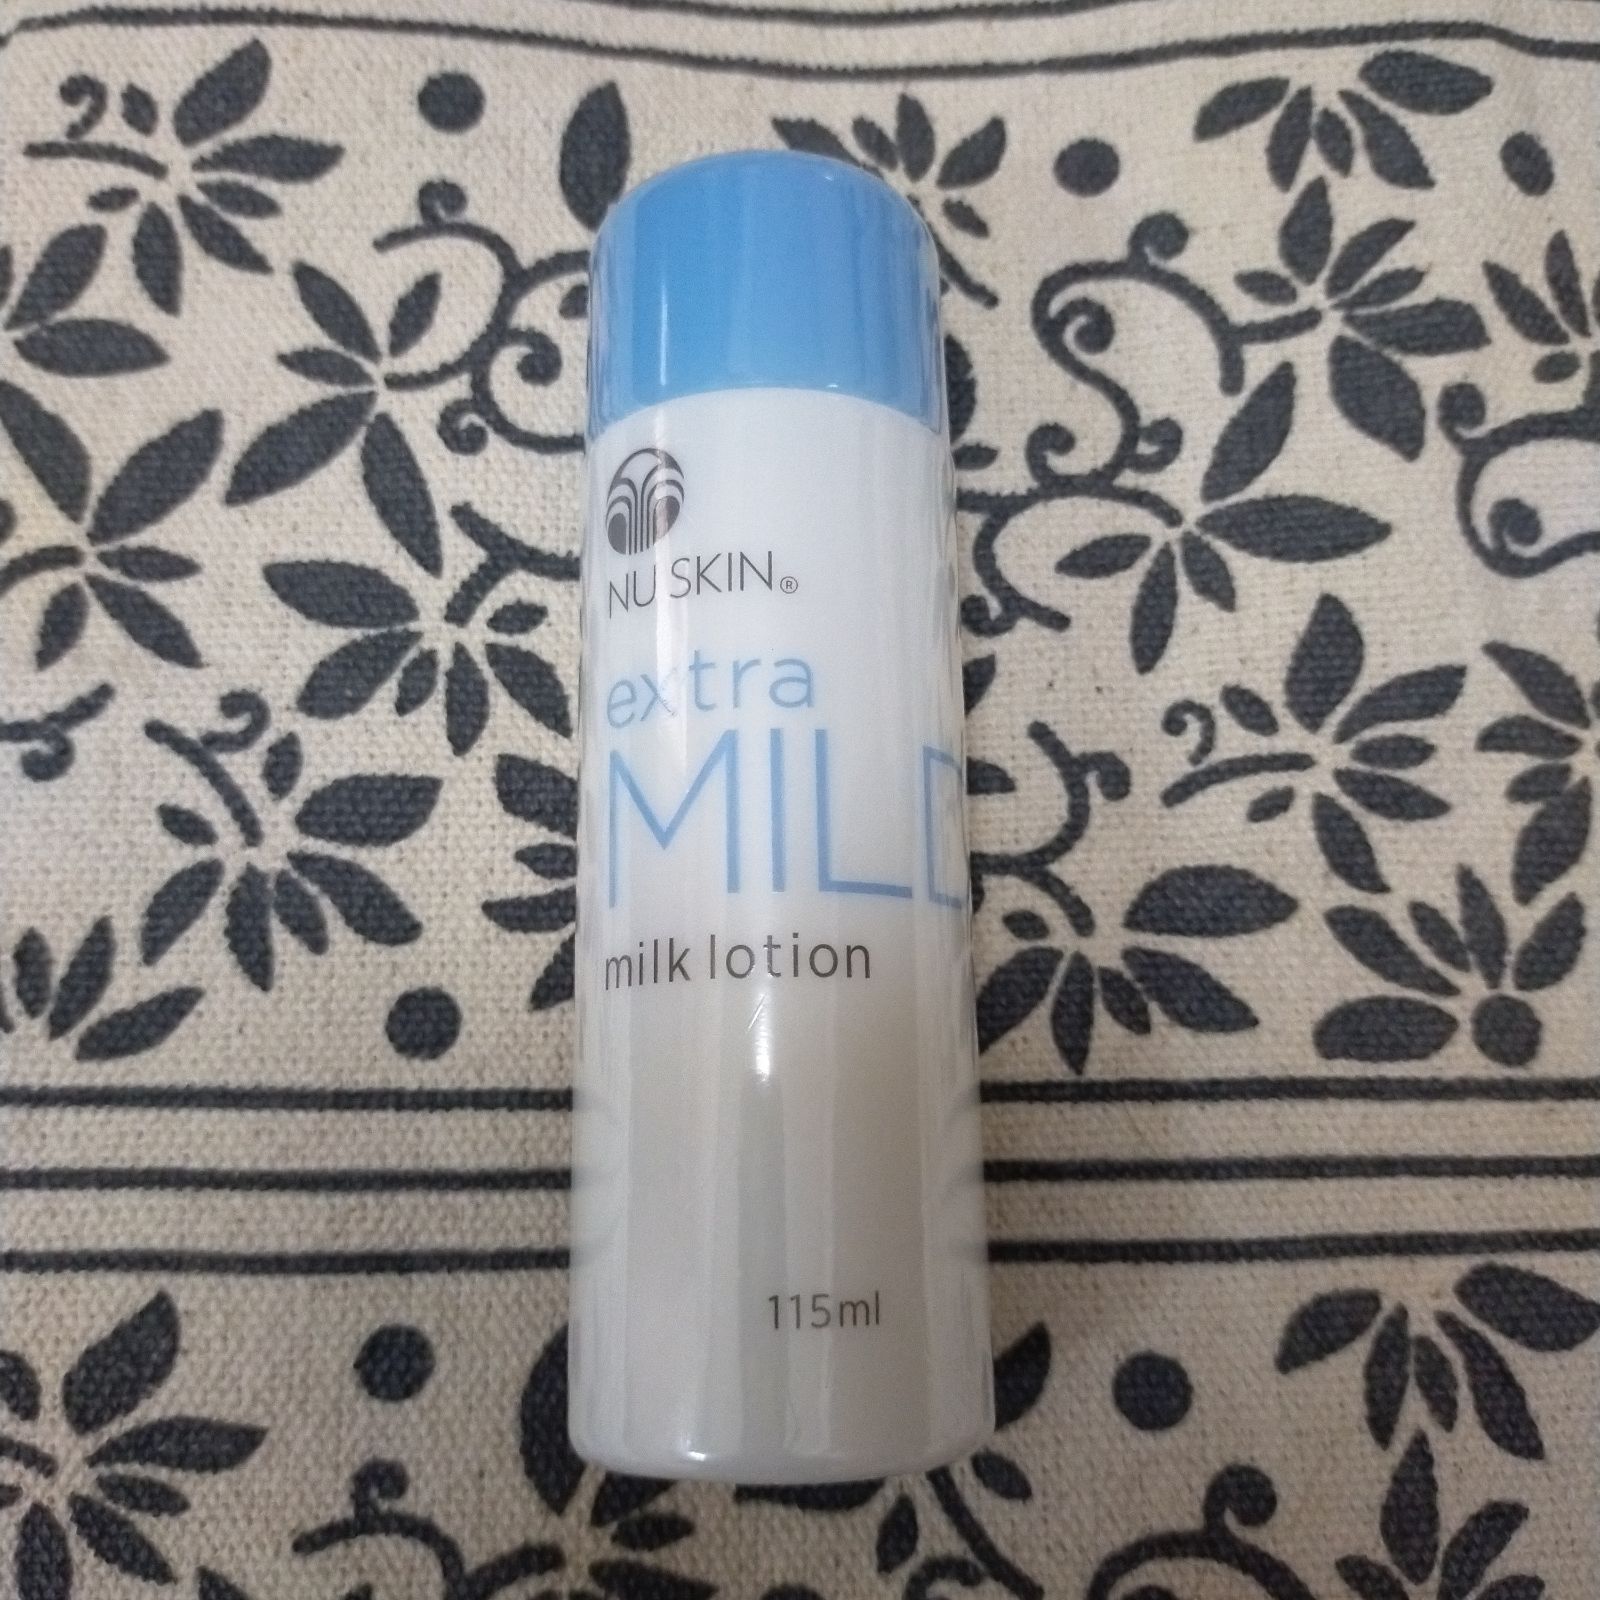 NU SKIN®
extra
MILD
milk lotion
115ml